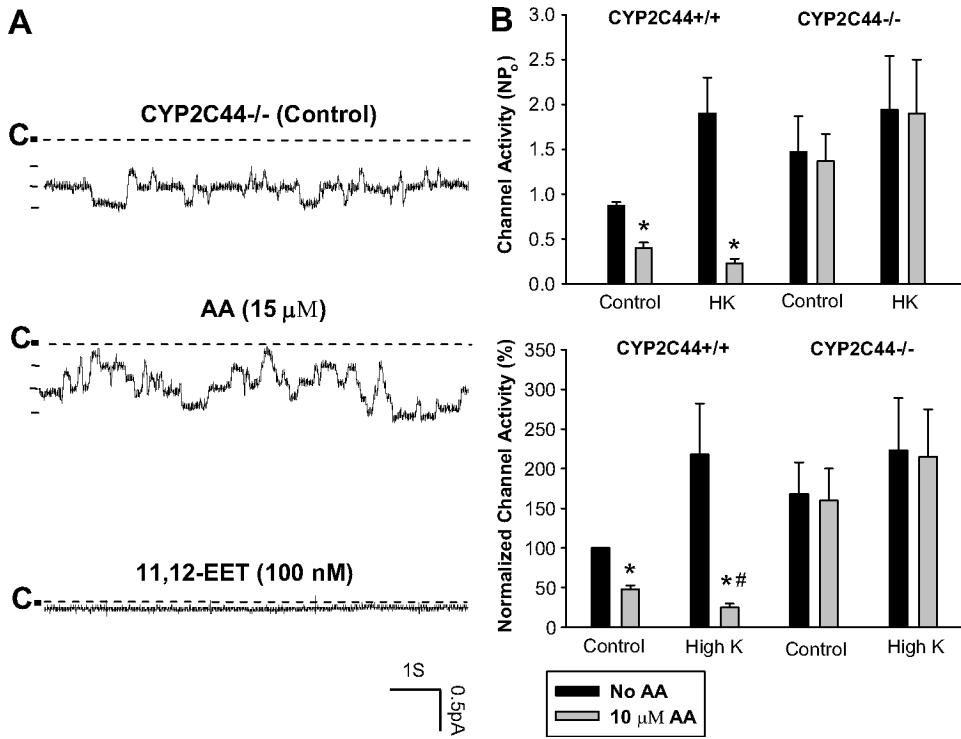 A
CYP2C44-/- (Control)
C
AA (15 μM)
C
11,12-EET (100 nM)
C
1S
0.5pA
B
CYP2C44+/+ CYP2C44-/-
Channel Activity (NPo)
3.0
2.5
2.0
1.5
1.0
0.5
0.0
* *
Control HK Control HK
CYP2C44+/+ CYP2C44-/-
Normalized Channel Activity (%)
350
300
250
200
150
100
50
0
* *#
Control High K Control High K
No AA
10 μM AA